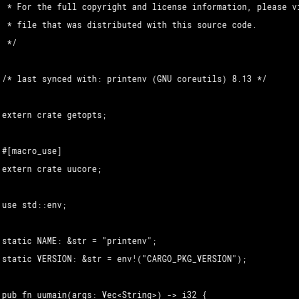 * For the full copyright and license information, please
* file that was distributed with this source code.
*/
/* last synced with: printenv (GNU coreutils) 8.13 */
extern crate getopts;
#[macro_use]
extern crate uucore;
use std::env;
static NAME: &str = "printenv";
static VERSION: &str = env!("CARGO_PKG_VERSION");
pub fn uumain(args: Vec<String>) -> i32 {